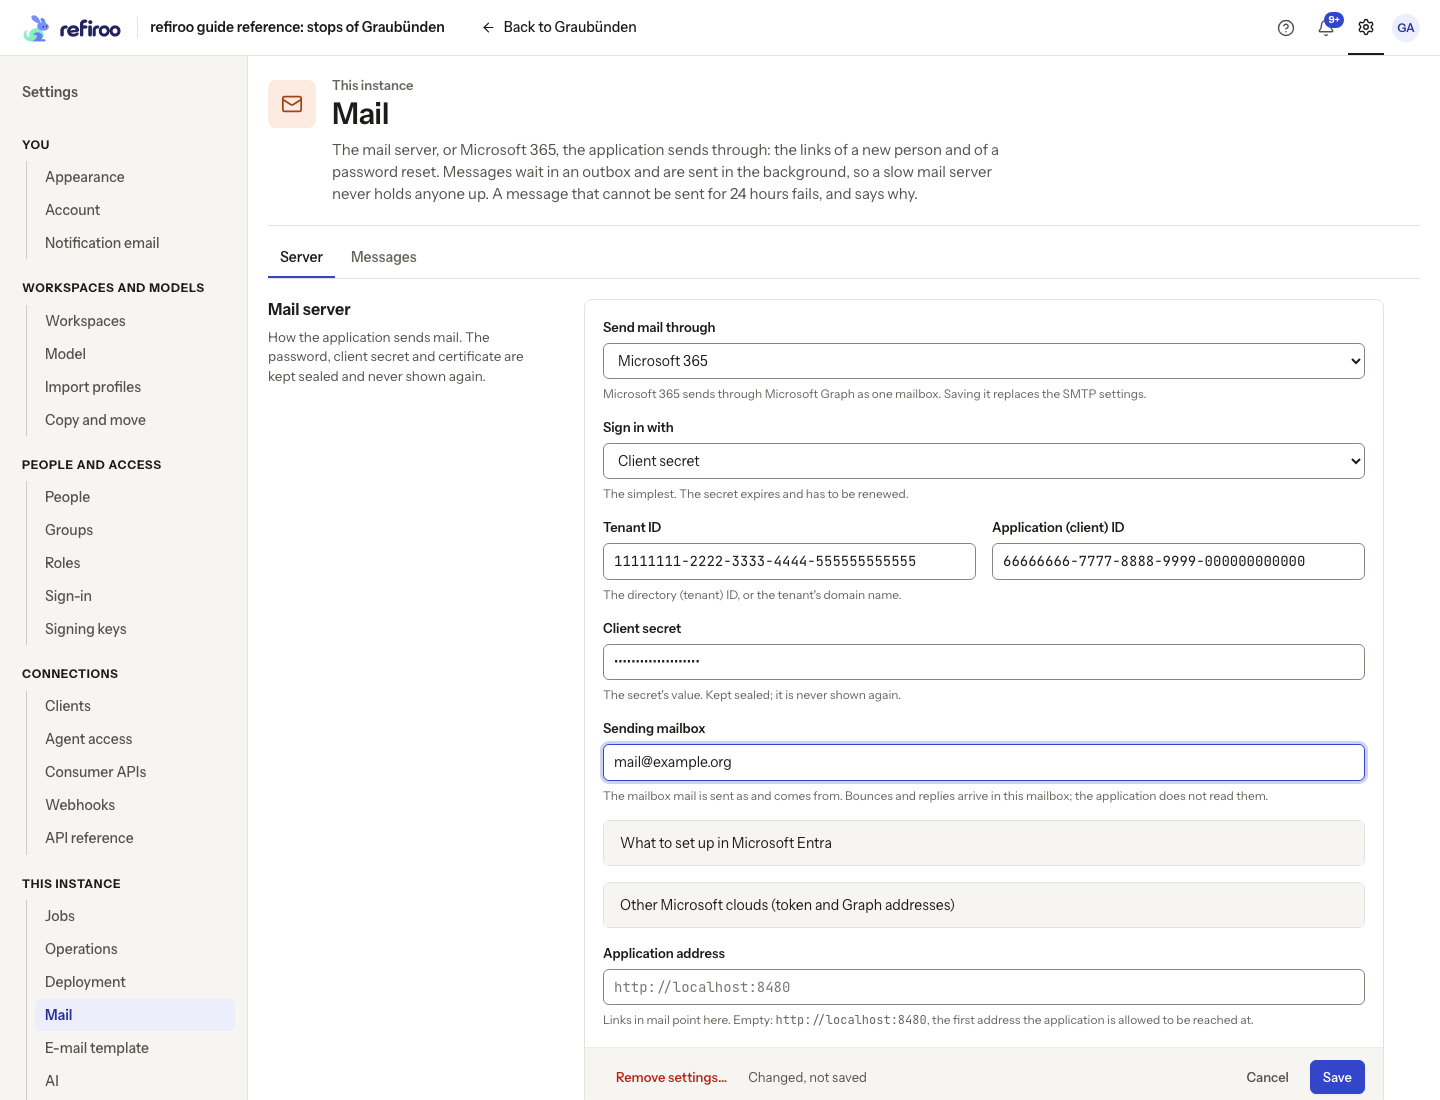 refiroo
refiroo guide reference: stops of Graubünden
← Back to Graubünden
9+
GA
Settings
YOU
Appearance
Account
Notification email
WORKSPACES AND MODELS
Workspaces
Model
Import profiles
Copy and move
PEOPLE AND ACCESS
People
Groups
Roles
Sign-in
Signing keys
CONNECTIONS
Clients
Agent access
Consumer APIs
Webhooks
API reference
THIS INSTANCE
Jobs
Operations
Deployment
Mail
E-mail template
AI
This instance
Mail
The mail server, or Microsoft 365, the application sends through: the links of a new person and of a
password reset. Messages wait in an outbox and are sent in the background, so a slow mail server
never holds anyone up. A message that cannot be sent for 24 hours fails, and says why.
Server
Messages
Mail server
How the application sends mail. The
password, client secret and certificate are
kept sealed and never shown again.
Send mail through
Microsoft 365
Microsoft 365 sends through Microsoft Graph as one mailbox. Saving it replaces the SMTP settings.
Sign in with
Client secret
The simplest. The secret expires and has to be renewed.
Tenant ID
11111111-2222-3333-4444-555555555555
The directory (tenant) ID, or the tenant's domain name.
Application (client) ID
66666666-7777-8888-9999-000000000000
Client secret
••••••••••••••••••••
The secret's value. Kept sealed; it is never shown again.
Sending mailbox
mail@example.org
The mailbox mail is sent as and comes from. Bounces and replies arrive in this mailbox; the application does not read them.
What to set up in Microsoft Entra
Other Microsoft clouds (token and Graph addresses)
Application address
http://localhost:8480
Links in mail point here. Empty: http://localhost:8480, the first address the application is allowed to be reached at.
Remove settings...
Changed, not saved
Cancel
Save